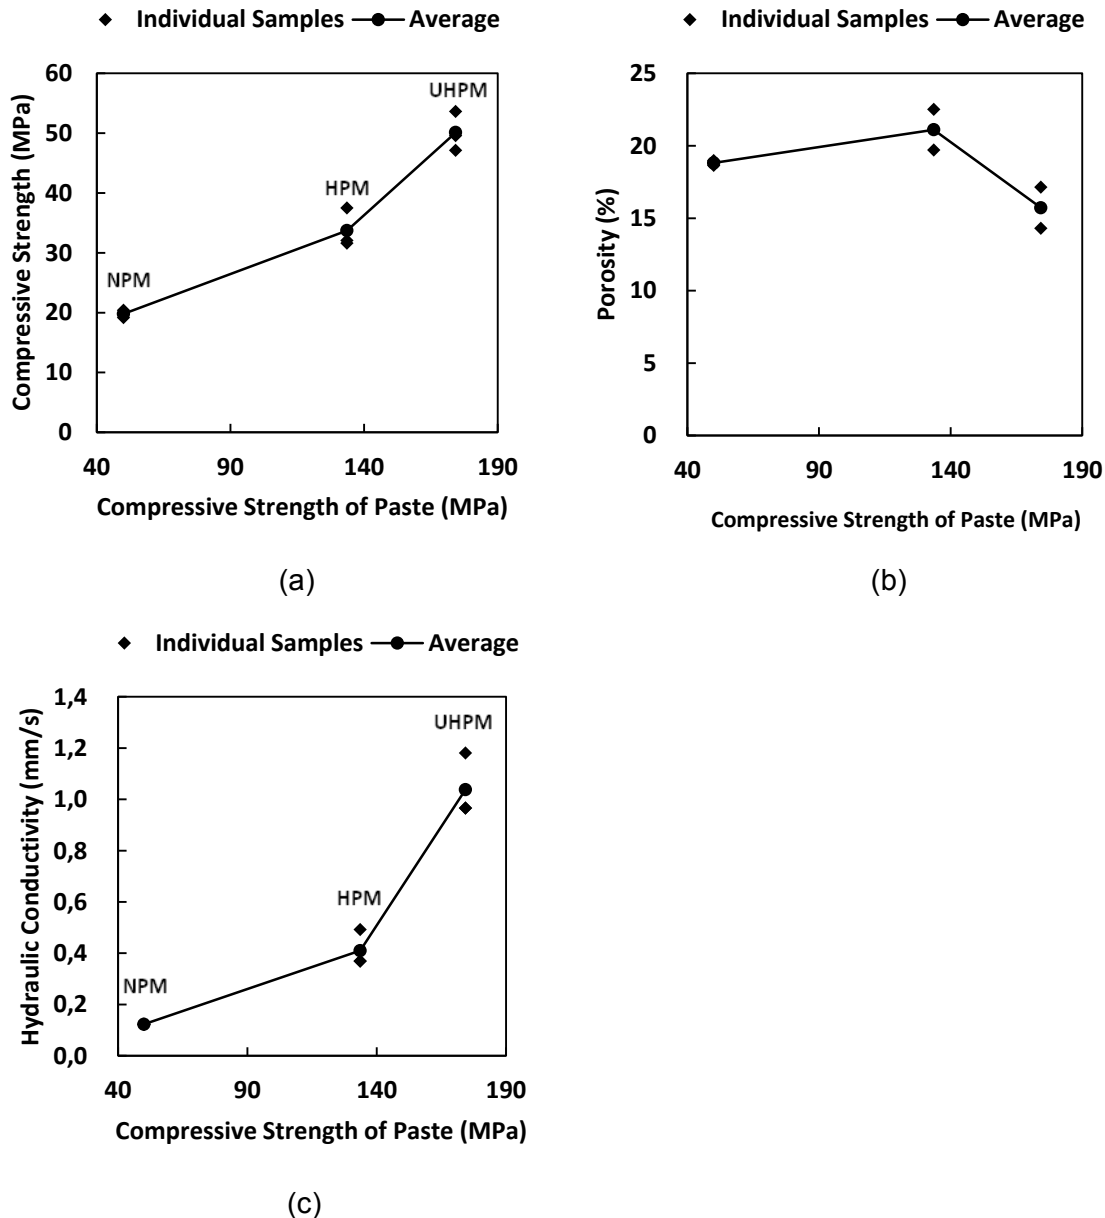 Individual Samples Average
Individual Samples Average
60
50
40
30
20
10
0
Compressive Strength (MPa)
NPM
HPM
UHPM
40 90 140 190
Compressive Strength of Paste (MPa)
(a)
25
20
15
10
5
0
Porosity (%)
40 90 140 190
Compressive Strength of Paste (MPa)
(b)
Individual Samples Average
1,4
1,2
1,0
0,8
0,6
0,4
0,2
0,0
Hydraulic Conductivity (mm/s)
NPM
HPM
UHPM
40 90 140 190
Compressive Strength of Paste (MPa)
(c)